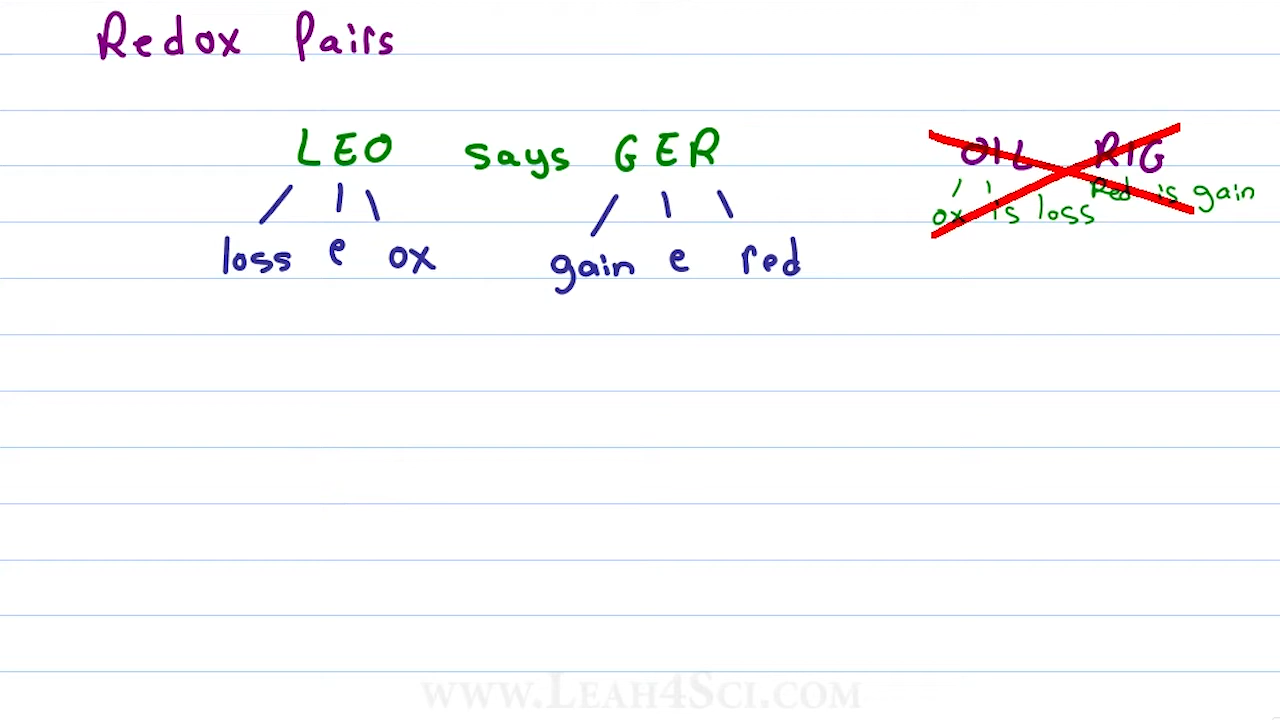 Redox Pairs
LEO says GER
OIL RIG
loss e ox
gain e red
ox is loss
Red is gain
www.Leah4Sci.com